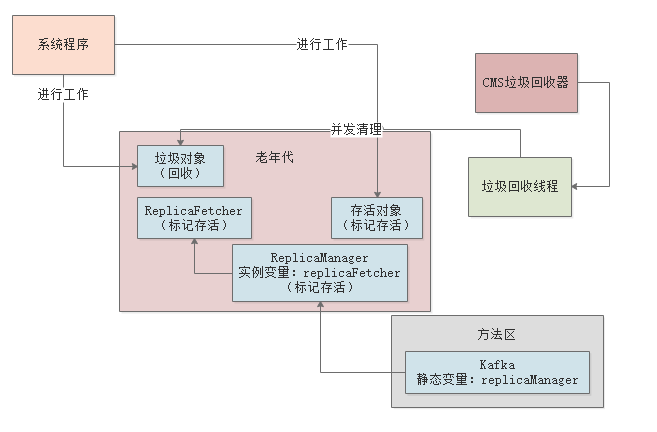 系统程序
进行工作
进行工作
CMS垃圾回收器
并发清理
垃圾对象
（回收）
老年代
垃圾回收线程
ReplicaFetcher
（标记存活）
存活对象
（标记存活）
ReplicaManager
实例变量：replicaFetcher
（标记存活）
方法区
Kafka
静态变量：replicaManager